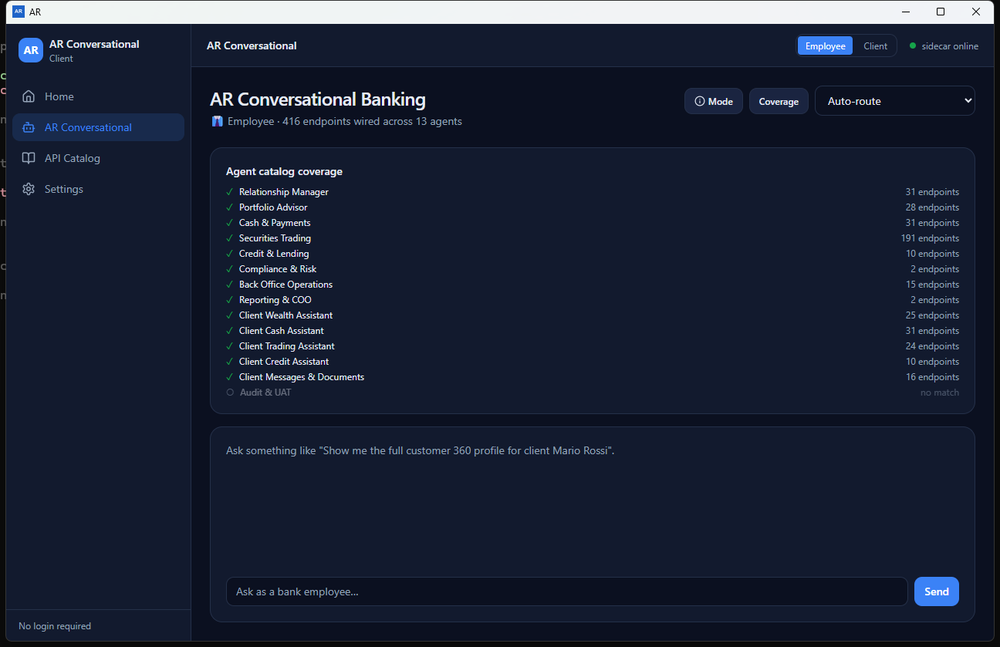 AR AR
AR AR Conversational
Client
Home
AR Conversational
API Catalog
Settings
No login required
AR Conversational
Employee Client sidecar online
AR Conversational Banking
Employee · 416 endpoints wired across 13 agents
Mode Coverage Auto-route
Agent catalog coverage
Relationship Manager 31 endpoints
Portfolio Advisor 28 endpoints
Cash & Payments 31 endpoints
Securities Trading 191 endpoints
Credit & Lending 10 endpoints
Compliance & Risk 2 endpoints
Back Office Operations 15 endpoints
Reporting & COO 2 endpoints
Client Wealth Assistant 25 endpoints
Client Cash Assistant 31 endpoints
Client Trading Assistant 24 endpoints
Client Credit Assistant 10 endpoints
Client Messages & Documents 16 endpoints
Audit & UAT no match
Ask something like "Show me the full customer 360 profile for client Mario Rossi".
Ask as a bank employee...
Send